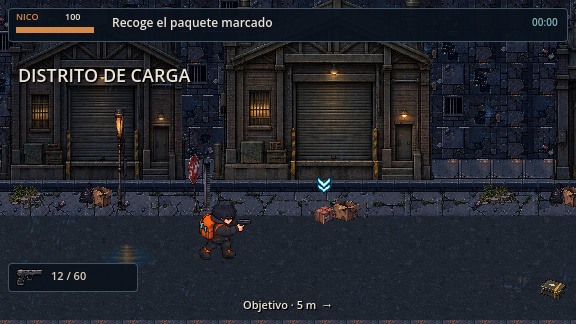 NICO 100
Recoge el paquete marcado
00:00
DISTRITO DE CARGA
12 / 60
Objetivo · 5 m →